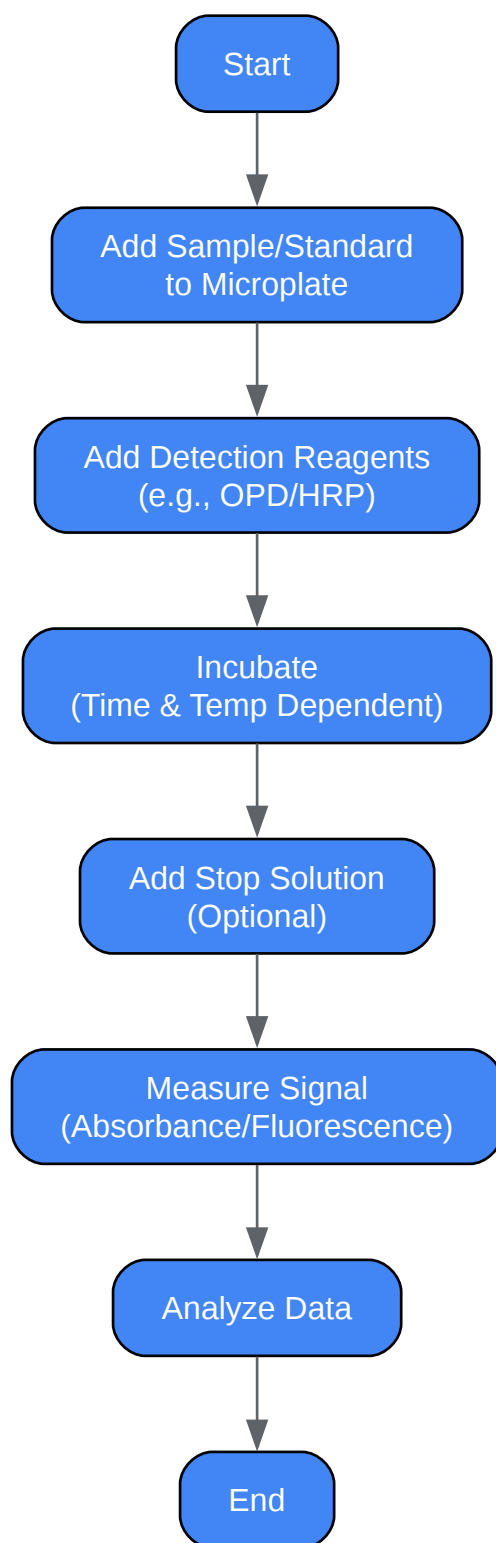 Start
Add Sample/Standard
to Microplate
Add Detection Reagents
(e.g., OPD/HRP)
Incubate
(Time & Temp Dependent)
Add Stop Solution
(Optional)
Measure Signal
(Absorbance/Fluorescence)
Analyze Data
End